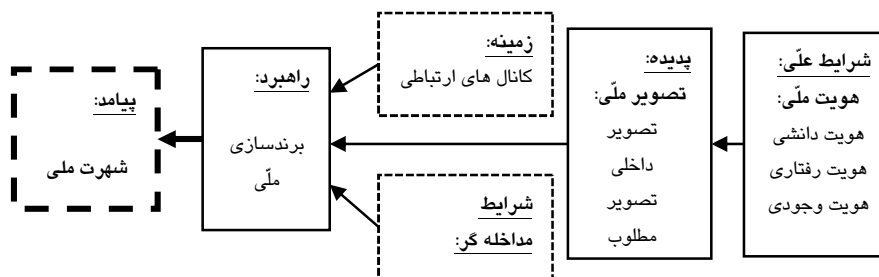 شرایط علّی:
هویت ملّی:
هویت دانشی
هویت رفتاری
هویت وجودی
پدیده:
تصویر ملّی:
تصویر
داخلی
تصویر
مطلوب
زمینه:
کانال های ارتباطی
شرایط
مداخله گر:
راهبرد:
برندسازی
ملّی
پیامد:
شهرت ملی